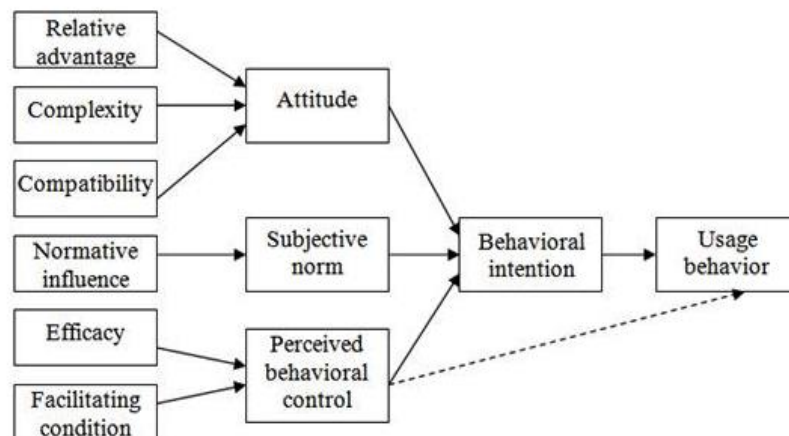 Relative
advantage
Complexity
Compatibility
Normative
influence
Efficacy
Facilitating
condition
Attitude
Subjective
norm
Perceived
behavioral
control
Behavioral
intention
Usage
behavior